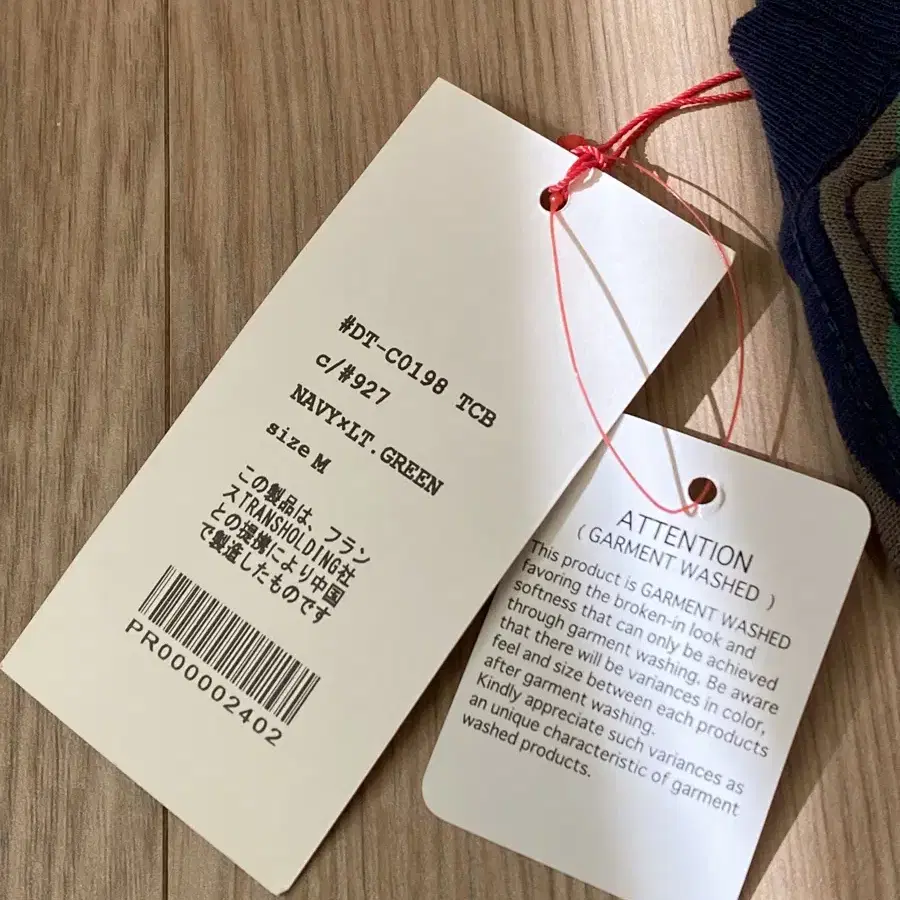 #DT-C0198 TCB
c/#927
NAVY×LT.GREEN
size M
この製品は、フラン
スTRANSHOLDING社
との提携により中国
で製造したものです
PR000002402
ATTENTION
( GARMENT WASHED )
This product is GARMENT WASHED
favoring the broken-in look and
softness that can only be achieved
through garment washing. Be aware
that there will be variances in color,
feel and size between each products
after garment washing.
Kindly appreciate such variances as
an unique characteristic of garment
washed products.